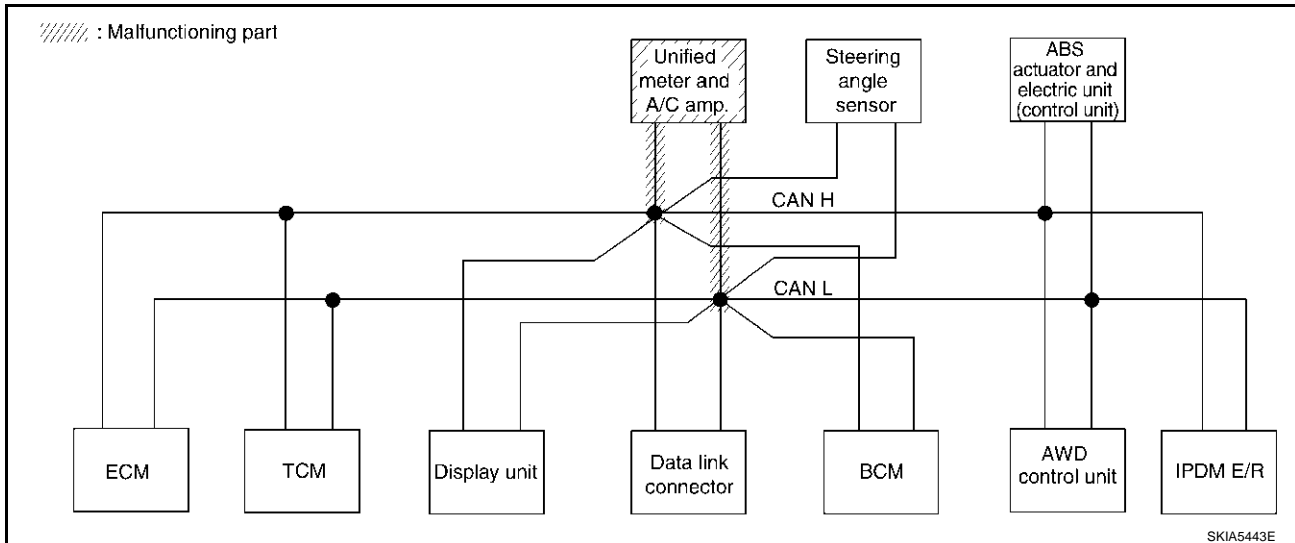 : Malfunctioning part
Unified
meter and
A/C amp.
Steering
angle
sensor
ABS
actuator and
electric unit
(control unit)
CAN H
CAN L
ECM
TCM
Display unit
Data link
connector
BCM
AWD
control unit
IPDM E/R
SKIA5443E